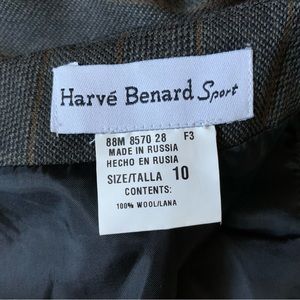 Harvé Benard Sport
88M 8570 28 F3
MADE IN RUSSIA
HECHO EN RUSIA
SIZE/TALLA 10
CONTENTS:
100% WOOL/LANA